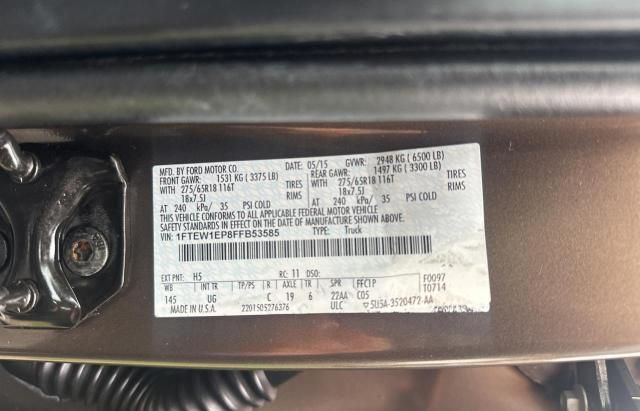 MFD. BY FORD MOTOR CO.
DATE: 05/15 GVWR: 2948 KG ( 6500 LB)
FRONT GAWR: 1531 KG ( 3375 LB)
REAR GAWR: 1497 KG ( 3300 LB)
WITH 275/65R18 116T TIRES
WITH 275/65R18 116T TIRES
18x7.5J RIMS
18x7.5J RIMS
AT 240 kPa/ 35 PSI COLD
AT 240 kPa/ 35 PSI COLD
THIS VEHICLE CONFORMS TO ALL APPLICABLE FEDERAL MOTOR VEHICLE
SAFETY STANDARDS IN EFFECT ON THE DATE OF MANUFACTURE SHOWN ABOVE.
VIN: 1FTEW1EP8FFB53585 TYPE: Truck
EXT PNT: H5 RC: 11 DSO: F0097
WB INT TR TP/PS R AXLE TR SPR FFC1P T0714
145 UG C 19 6 22AA C05
MADE IN U.S.A. 2201505276376 ULC 5U5A-3520472-AA